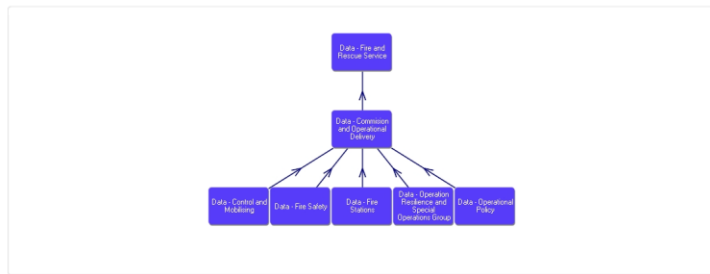 Data - Fire and
Rescue Service
Data - Commision
and Operational
Delivery
Data - Control and
Mobilising
Data - Fire Safety
Data - Fire
Stations
Data - Operation
Resilience and
Special
Operations Group
Data - Operational
Policy